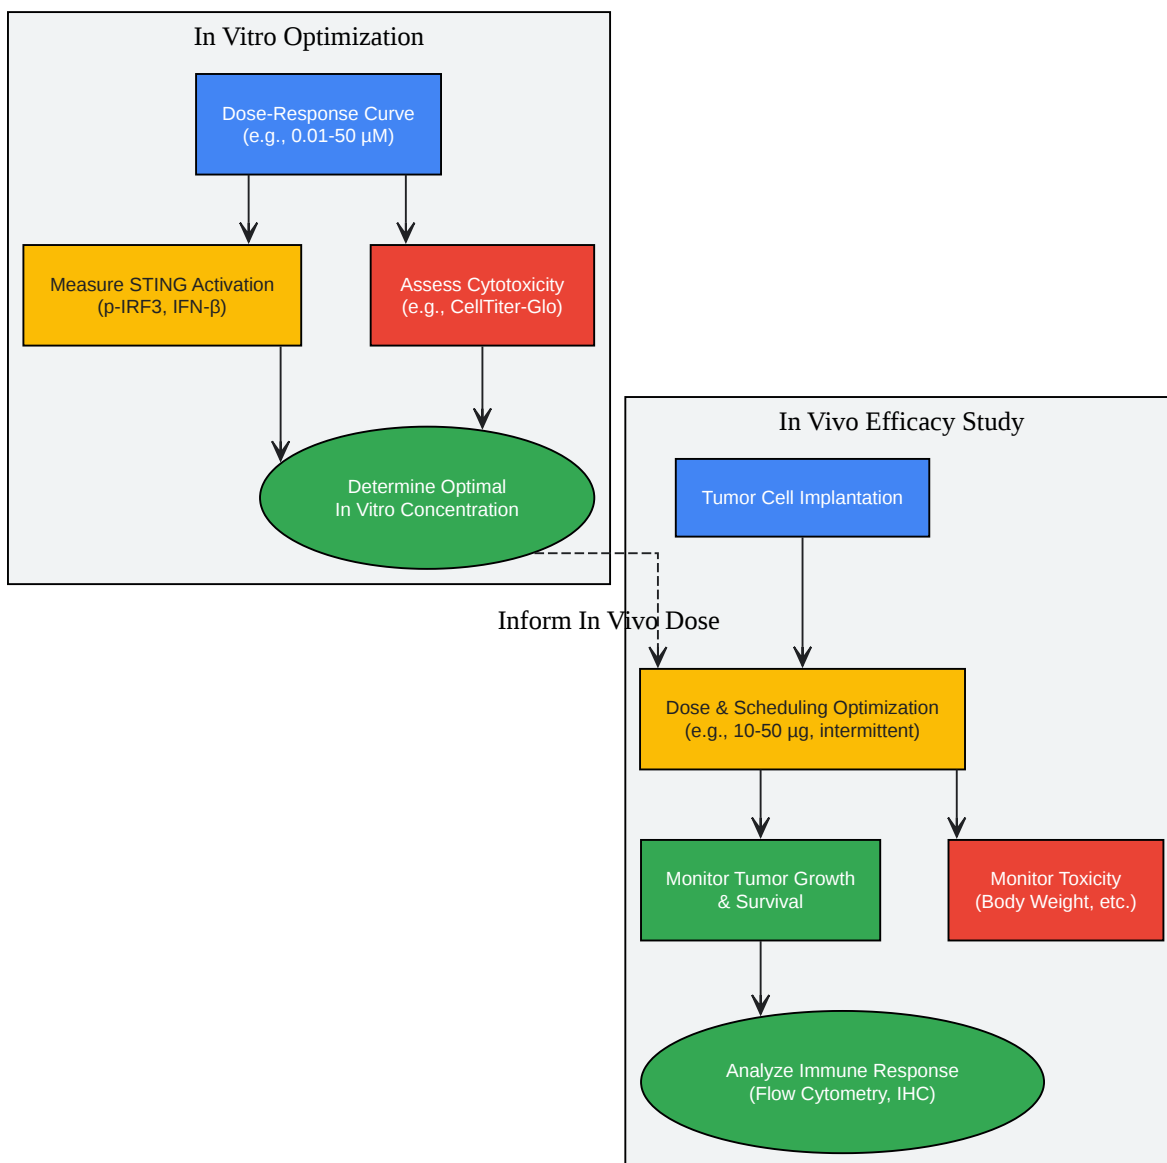 In Vitro Optimization
Dose-Response Curve
(e.g., 0.01-50 µM)
Measure STING Activation
(p-IRF3, IFN-β)
Assess Cytotoxicity
(e.g., CellTiter-Glo)
Determine Optimal
In Vitro Concentration
Inform In Vivo Dose
In Vivo Efficacy Study
Tumor Cell Implantation
Dose & Scheduling Optimization
(e.g., 10-50 µg, intermittent)
Monitor Tumor Growth
& Survival
Monitor Toxicity
(Body Weight, etc.)
Analyze Immune Response
(Flow Cytometry, IHC)